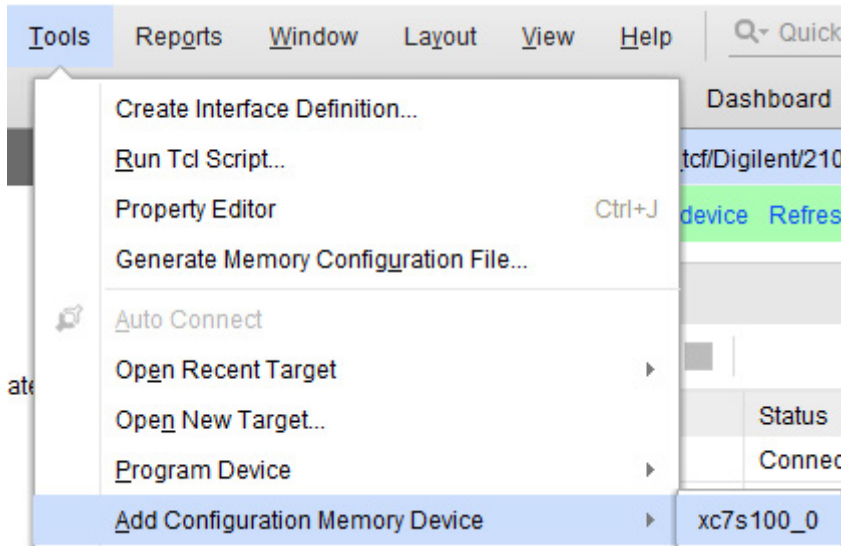 Tools Reports Window Layout View Help Quick
Dashboard
Create Interface Definition...
Run Tcl Script... tcf/Digilent/210
Property Editor Ctrl+J device Refres
Generate Memory Configuration File...
Auto Connect
Open Recent Target
ate
Open New Target... Status
Program Device Connec
Add Configuration Memory Device xc7s100_0